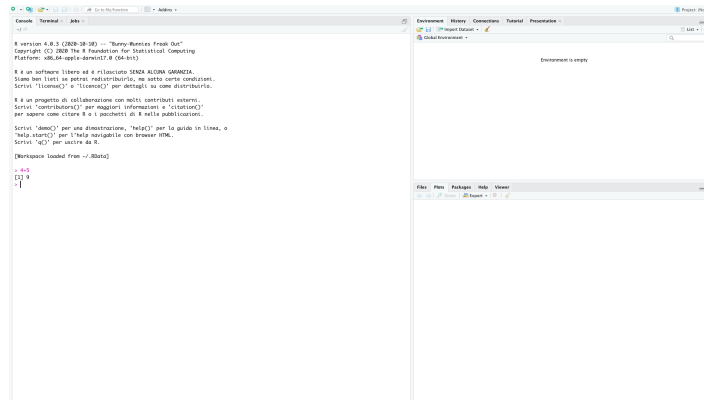 Go to file/function
Addins
Project: (No
Console Terminal × Jobs ×
~/
R version 4.0.3 (2020-10-10) -- "Bunny-Wunnies Freak Out"
Copyright (C) 2020 The R Foundation for Statistical Computing
Platform: x86_64-apple-darwin17.0 (64-bit)
R è un software libero ed è rilasciato SENZA ALCUNA GARANZIA.
Siamo ben lieti se potrai redistribuirlo, ma sotto certe condizioni.
Scrivi 'license()' o 'licence()' per dettagli su come distribuirlo.
R è un progetto di collaborazione con molti contributi esterni.
Scrivi 'contributors()' per maggiori informazioni e 'citation()'
per sapere come citare R o i pacchetti di R nelle pubblicazioni.
Scrivi 'demo()' per una dimostrazione, 'help()' per la guida in linea, o
'help.start()' per l'help navigabile con browser HTML.
Scrivi 'q()' per uscire da R.
[Workspace loaded from ~/.RData]
> 4+5
[1] 9
>
Environment History Connections Tutorial Presentation ×
Import Dataset
List
Global Environment
Environment is empty
Files Plots Packages Help Viewer
Zoom Export